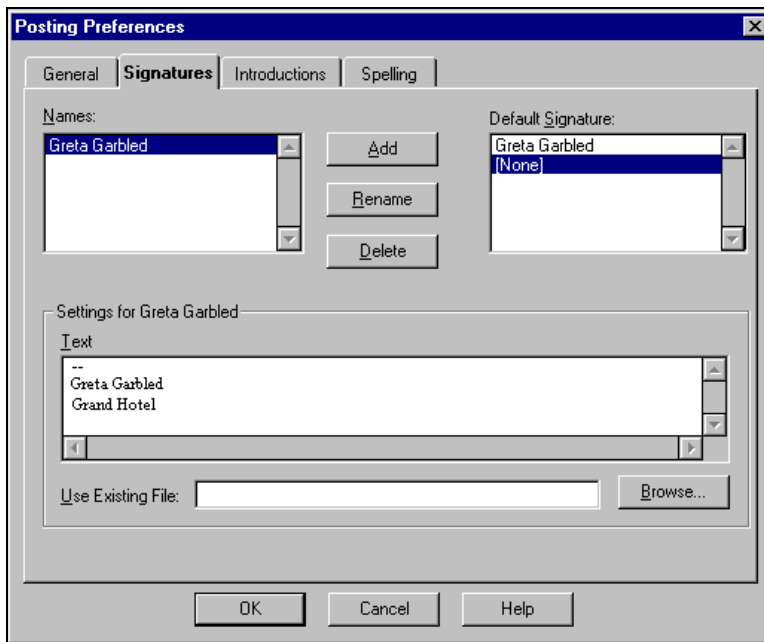 Posting Preferences
General Signatures Introductions Spelling
Names:
Greta Garbled
Add
Rename
Delete
Default Signature:
Greta Garbled
[None]
Settings for Greta Garbled
Text
--
Greta Garbled
Grand Hotel
Use Existing File:
Browse...
OK Cancel Help